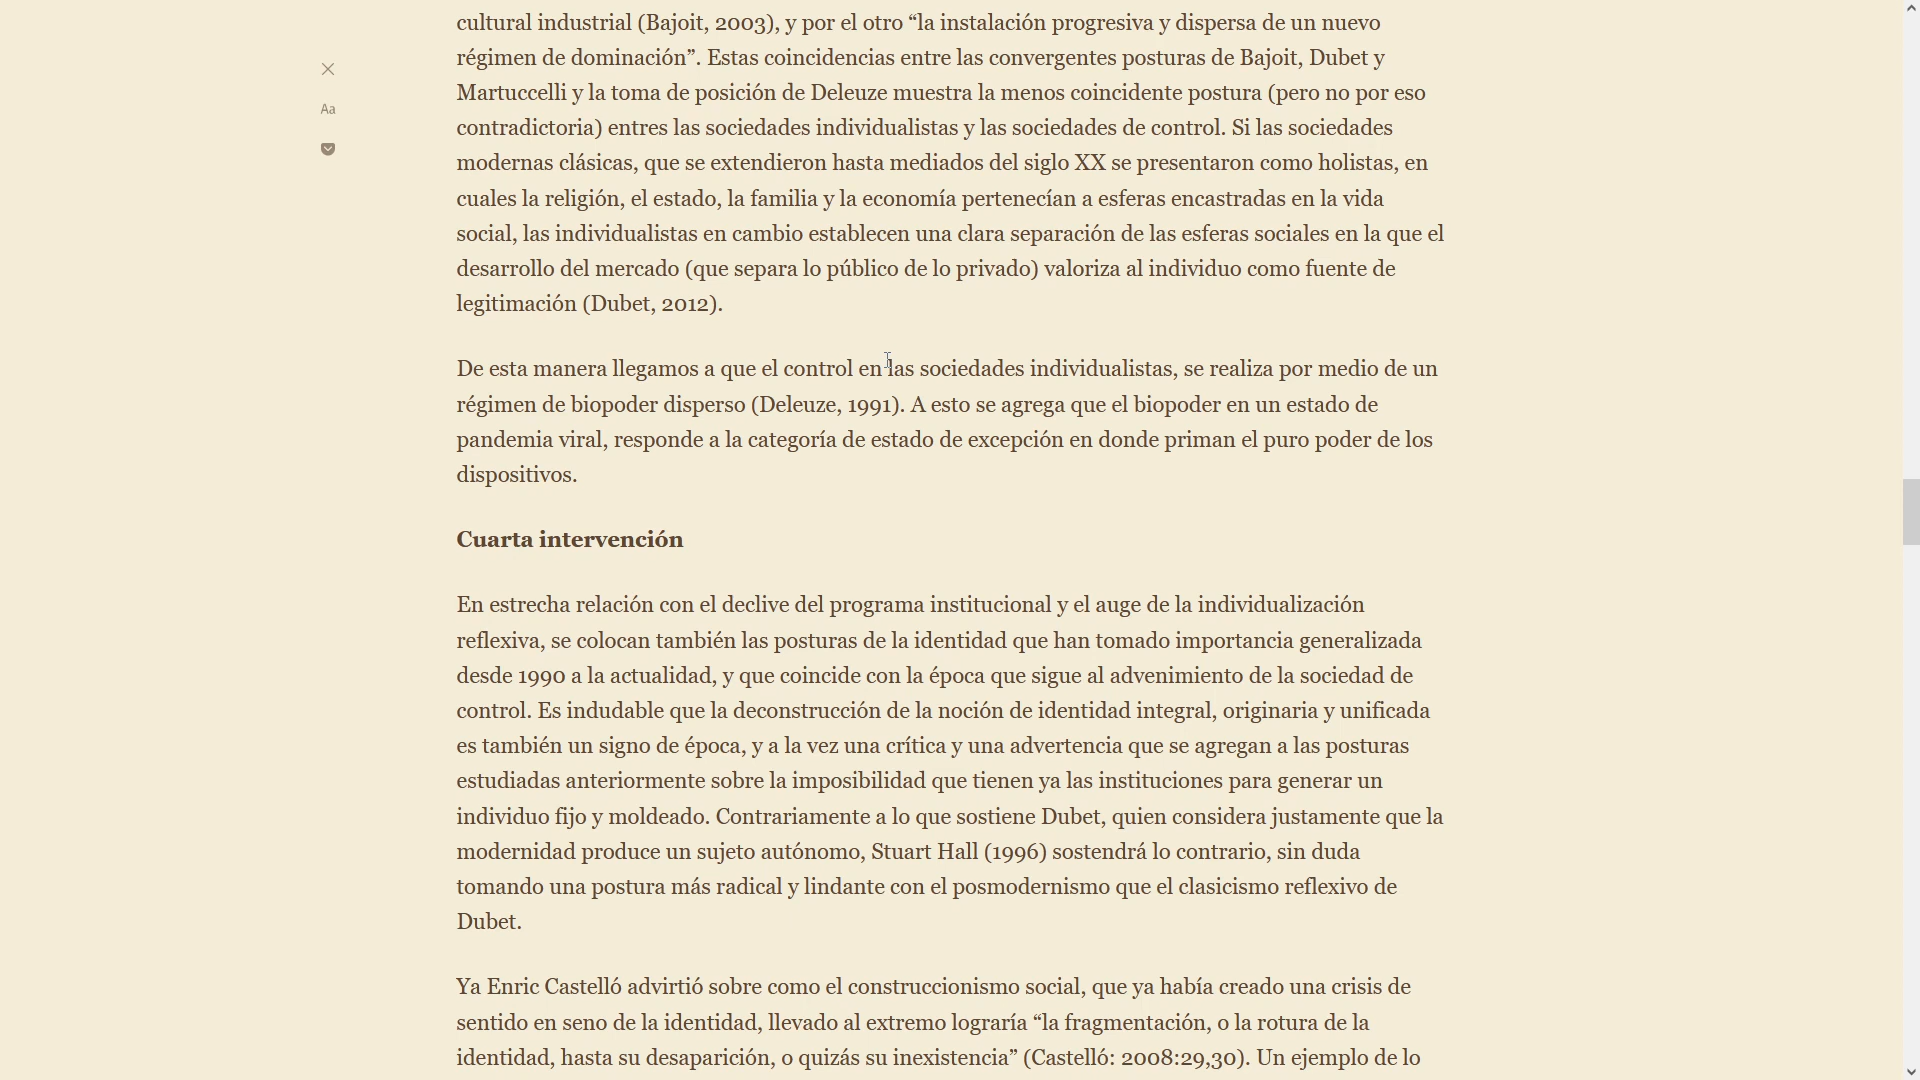 cultural industrial (Bajoit, 2003), y por el otro “la instalación progresiva y dispersa de un nuevo
régimen de dominación”. Estas coincidencias entre las convergentes posturas de Bajoit, Dubet y
Martuccelli y la toma de posición de Deleuze muestra la menos coincidente postura (pero no por eso
contradictoria) entres las sociedades individualistas y las sociedades de control. Si las sociedades
modernas clásicas, que se extendieron hasta mediados del siglo XX se presentaron como holistas, en
cuales la religión, el estado, la familia y la economía pertenecían a esferas encastradas en la vida
social, las individualistas en cambio establecen una clara separación de las esferas sociales en la que el
desarrollo del mercado (que separa lo público de lo privado) valoriza al individuo como fuente de
legitimación (Dubet, 2012).
De esta manera llegamos a que el control en las sociedades individualistas, se realiza por medio de un
régimen de biopoder disperso (Deleuze, 1991). A esto se agrega que el biopoder en un estado de
pandemia viral, responde a la categoría de estado de excepción en donde priman el puro poder de los
dispositivos.
Cuarta intervención
En estrecha relación con el declive del programa institucional y el auge de la individualización
reflexiva, se colocan también las posturas de la identidad que han tomado importancia generalizada
desde 1990 a la actualidad, y que coincide con la época que sigue al advenimiento de la sociedad de
control. Es indudable que la deconstrucción de la noción de identidad integral, originaria y unificada
es también un signo de época, y a la vez una crítica y una advertencia que se agregan a las posturas
estudiadas anteriormente sobre la imposibilidad que tienen ya las instituciones para generar un
individuo fijo y moldeado. Contrariamente a lo que sostiene Dubet, quien considera justamente que la
modernidad produce un sujeto autónomo, Stuart Hall (1996) sostendrá lo contrario, sin duda
tomando una postura más radical y lindante con el posmodernismo que el clasicismo reflexivo de
Dubet.
Ya Enric Castelló advirtió sobre como el construccionismo social, que ya había creado una crisis de
sentido en seno de la identidad, llevado al extremo lograría “la fragmentación, o la rotura de la
identidad, hasta su desaparición, o quizás su inexistencia” (Castelló: 2008:29,30). Un ejemplo de lo
Aa